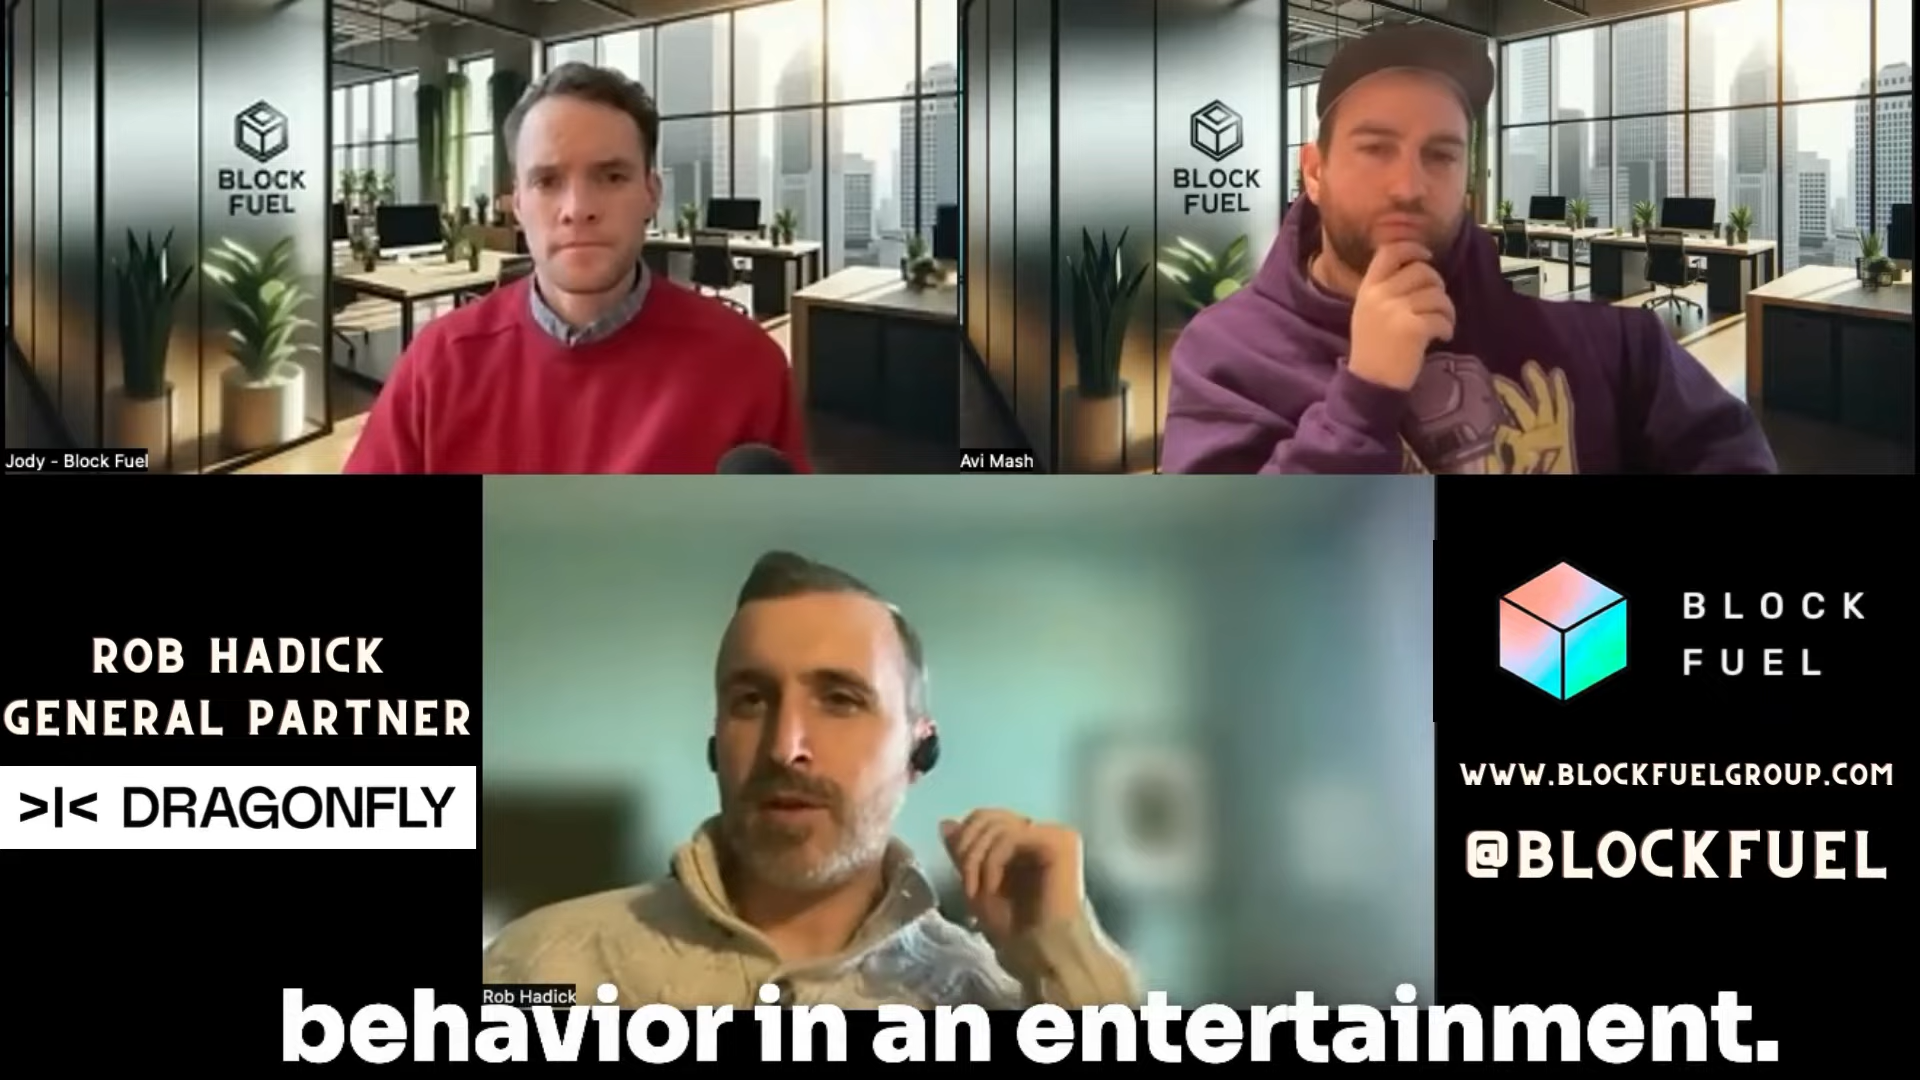 BLOCK
FUEL
Jody - Block Fuel
BLOCK
FUEL
Avi Mash
ROB HADICK
GENERAL PARTNER
>|< DRAGONFLY
Rob Hadick
BLOCK
FUEL
WWW.BLOCKFUELGROUP.COM
@BLOCKFUEL
behavior in an entertainment.